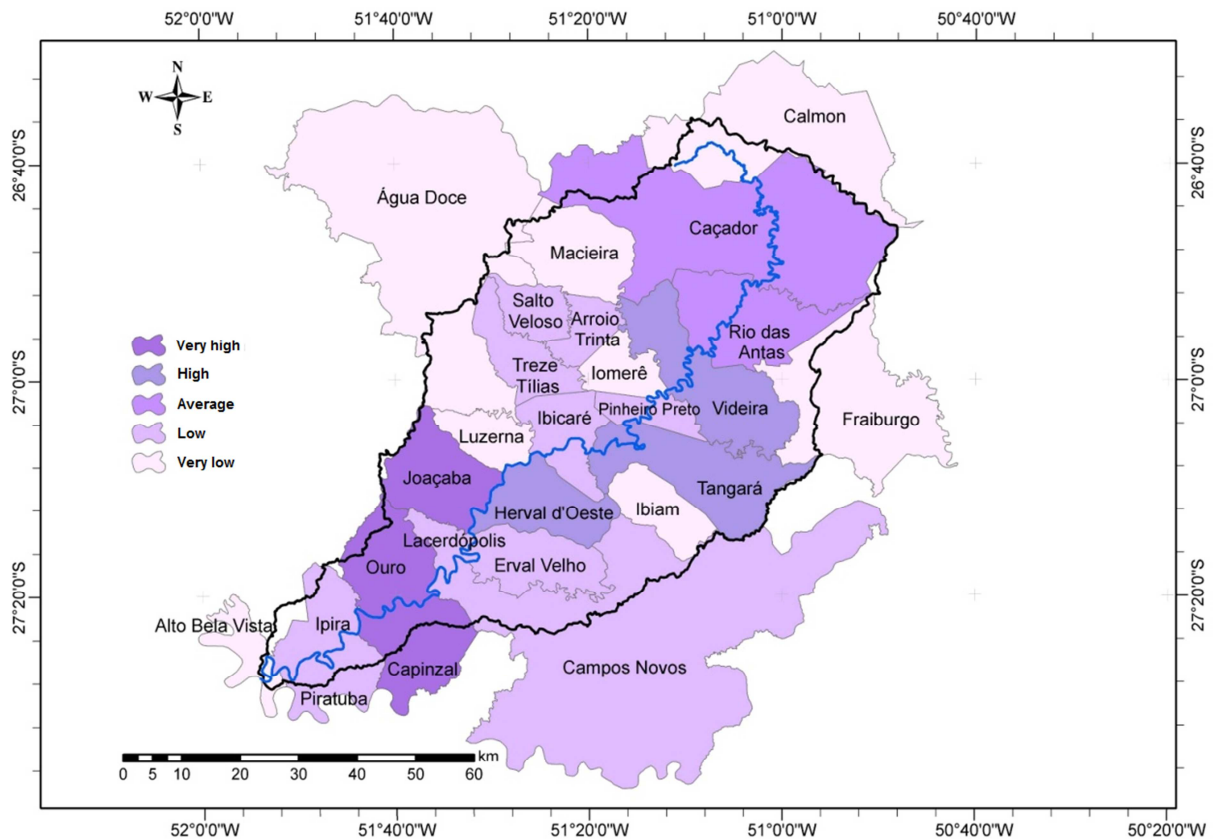 52°0'0"W 51°40'0"W 51°20'0"W 51°0'0"W 50°40'0"W
N
W E
S
Calmon
26°40'0"S 26°40'0"S
Água Doce
Caçador
Macieira
Salto
Veloso
Arroio
Trinta
Rio das
Antas
Very high
High
Average
Low
Very low
Treze
Tílias
Iomerê
27°0'0"S 27°0'0"S
Ibicaré
Pinheiro Preto
Videira
Fraiburgo
Luzerna
Joaçaba
Tangará
Herval d'Oeste
Ibiam
Lacerdópolis
Ouro
Erval Velho
27°20'0"S 27°20'0"S
Alto Bela Vista
Ipira
Capinzal
Campos Novos
Piratuba
km
0 5 10 20 30 40 50 60
52°0'0"W 51°40'0"W 51°20'0"W 51°0'0"W 50°40'0"W 50°20'0"W